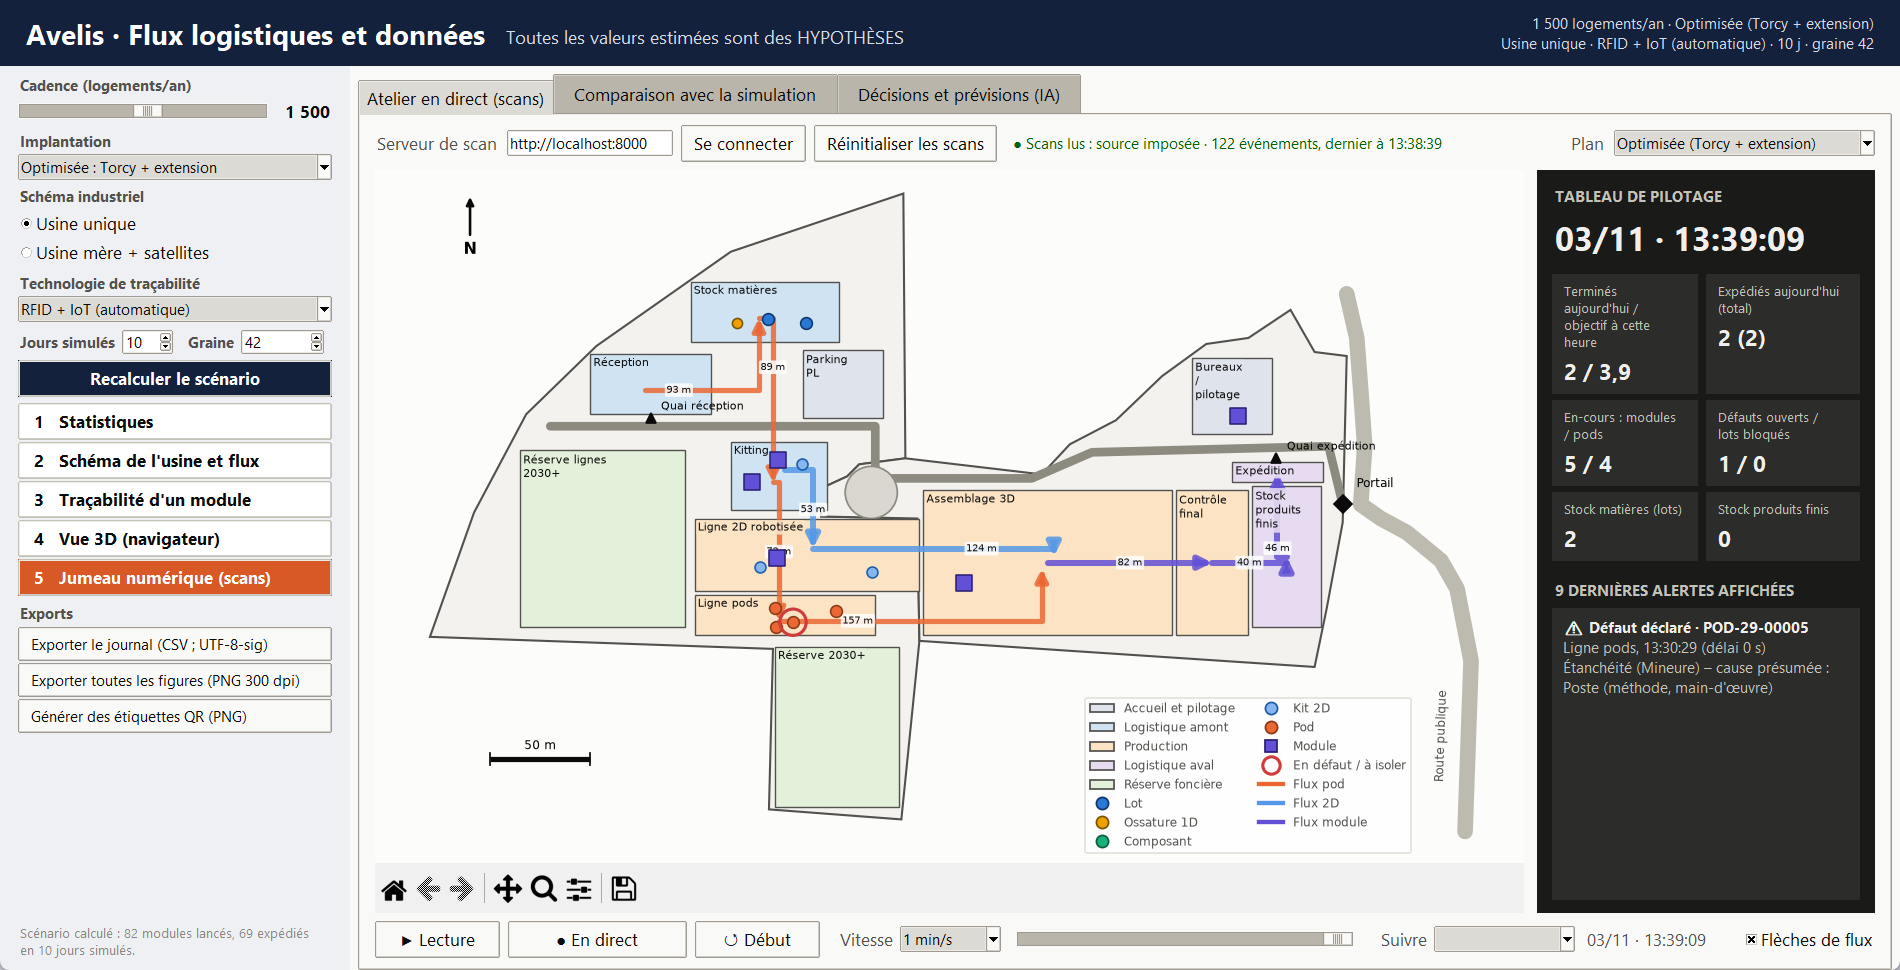 Avelis · Flux logistiques et données
Toutes les valeurs estimées sont des HYPOTHÈSES
1 500 logements/an · Optimisée (Torcy + extension)
Usine unique · RFID + IoT (automatique) · 10 j · graine 42
Cadence (logements/an)
1 500
Implantation
Optimisée : Torcy + extension
Schéma industriel
Usine unique
Usine mère + satellites
Technologie de traçabilité
RFID + IoT (automatique)
Jours simulés 10 Graine 42
Recalculer le scénario
1 Statistiques
2 Schéma de l'usine et flux
3 Traçabilité d'un module
4 Vue 3D (navigateur)
5 Jumeau numérique (scans)
Exports
Exporter le journal (CSV ; UTF-8-sig)
Exporter toutes les figures (PNG 300 dpi)
Générer des étiquettes QR (PNG)
Scénario calculé : 82 modules lancés, 69 expédiés
en 10 jours simulés.
Atelier en direct (scans)
Comparaison avec la simulation
Décisions et prévisions (IA)
Serveur de scan http://localhost:8000 Se connecter Réinitialiser les scans
● Scans lus : source imposée · 122 événements, dernier à 13:38:39
Plan Optimisée (Torcy + extension)
N
Stock matières
Réception
93 m
89 m
Parking
PL
Quai réception
Réserve lignes
2030+
Kitting
53 m
Ligne 2D robotisée
Ligne pods
157 m
Réserve 2030+
Assemblage 3D
124 m
82 m
Contrôle
final
40 m
Bureaux
/
pilotage
Quai expédition
Expédition
Stock
produits
finis
46 m
Portail
Route publique
50 m
Accueil et pilotage
Logistique amont
Production
Logistique aval
Réserve foncière
Lot
Ossature 1D
Composant
Kit 2D
Pod
Module
En défaut / à isoler
Flux pod
Flux 2D
Flux module
TABLEAU DE PILOTAGE
03/11 · 13:39:09
Terminés
aujourd'hui /
objectif à cette
heure
2 / 3,9
Expédiés aujourd'hui
(total)
2 (2)
En-cours : modules
/ pods
5 / 4
Défauts ouverts /
lots bloqués
1 / 0
Stock matières (lots)
2
Stock produits finis
0
9 DERNIÈRES ALERTES AFFICHÉES
⚠ Défaut déclaré · POD-29-00005
Ligne pods, 13:30:29 (délai 0 s)
Étanchéité (Mineure) – cause présumée :
Poste (méthode, main-d'œuvre)
► Lecture
● En direct
↻ Début
Vitesse 1 min/s
Suivre
03/11 · 13:39:09
Flèches de flux